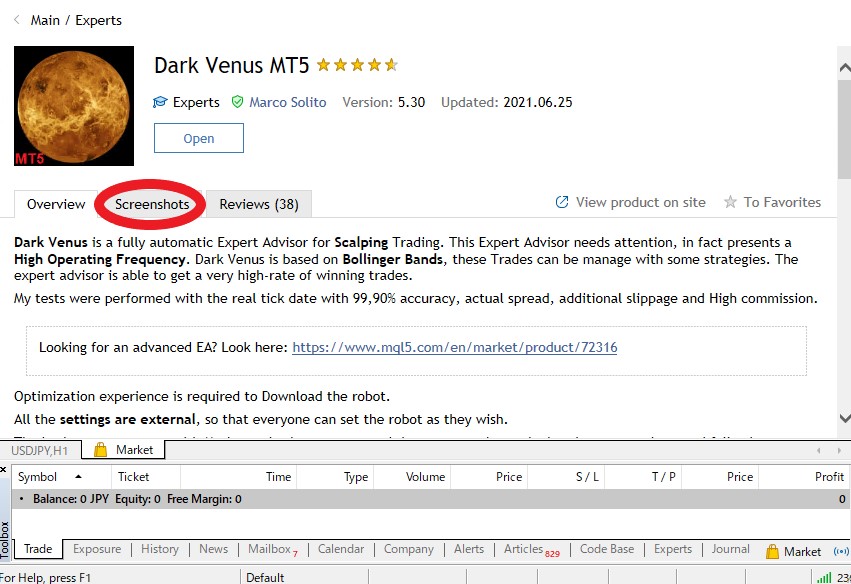 Main / Experts
Dark Venus MT5
Experts Marco Solito Version: 5.30 Updated: 2021.06.25
Open
MT5
Overview Screenshots Reviews (38) View product on site To Favorites
Dark Venus is a fully automatic Expert Advisor for Scalping Trading. This Expert Advisor needs attention, in fact presents a
High Operating Frequency. Dark Venus is based on Bollinger Bands, these Trades can be manage with some strategies. The
expert advisor is able to get a very high-rate of winning trades.
My tests were performed with the real tick date with 99,90% accuracy, actual spread, additional slippage and High commission.
Looking for an advanced EA? Look here: https://www.mql5.com/en/market/product/72316
Optimization experience is required to Download the robot.
All the settings are external, so that everyone can set the robot as they wish.
USDJPY,H1 Market
Symbol Ticket Time Type Volume Price S / L T / P Price Profit
• Balance: 0 JPY Equity: 0 Free Margin: 0 0
Toolbox
Trade Exposure History News Mailbox 7 Calendar Company Alerts Articles 829 Code Base Experts Journal Market
For Help, press F1 Default